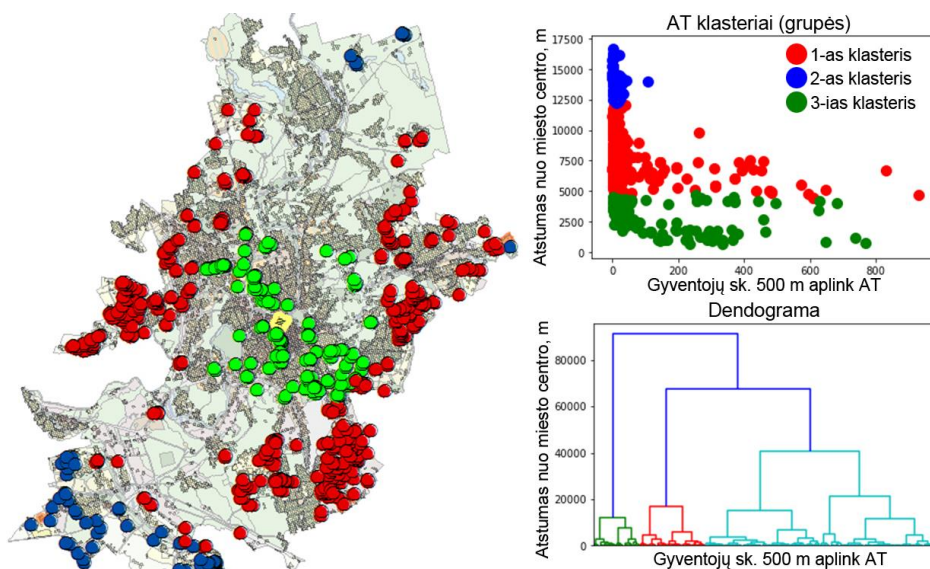 AT klasteriai (grupės)
Atstumas nuo miesto centro, m
17500
15000
12500
10000
7500
5000
2500
0
1-as klasteris
2-as klasteris
3-ias klasteris
0 200 400 600 800
Gyventojų sk. 500 m aplink AT
Dendograma
Atstumas nuo miesto centro, m
80000
60000
40000
20000
0
Gyventojų sk. 500 m aplink AT